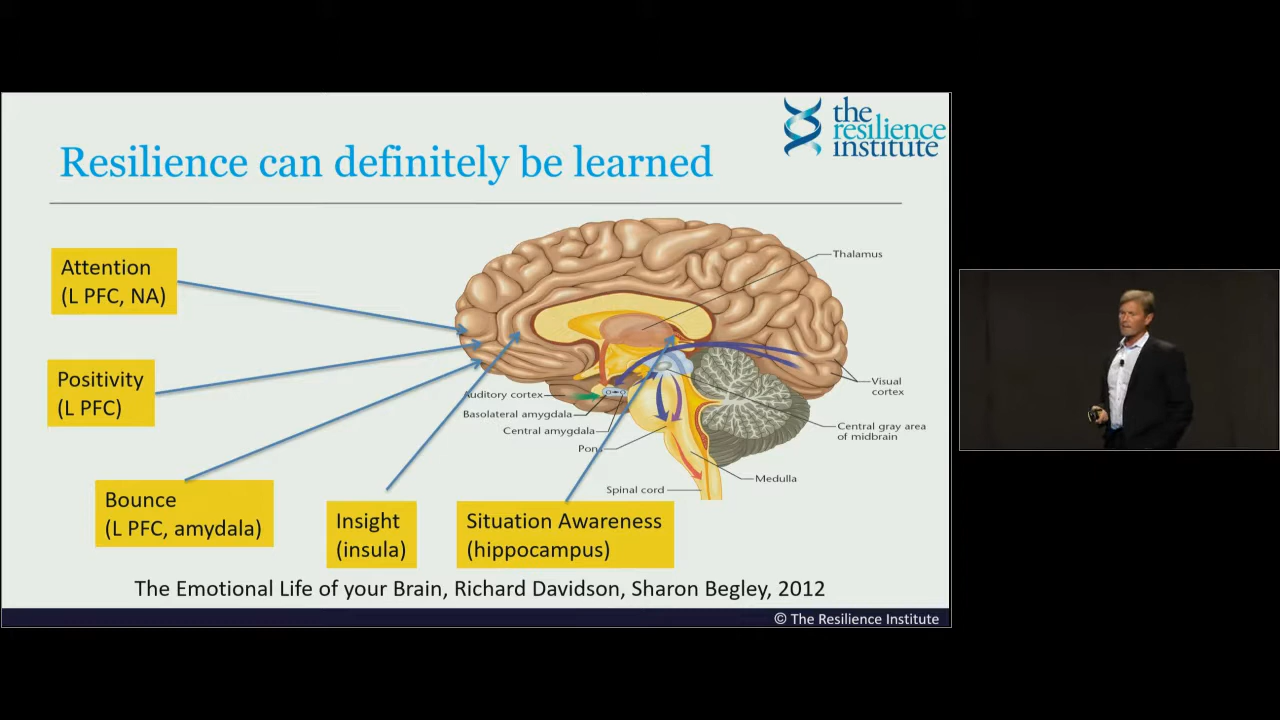 the
resilience
institute
Resilience can definitely be learned
Attention
(L PFC, NA)
Positivity
(L PFC)
Bounce
(L PFC, amydala)
Insight
(insula)
Situation Awareness
(hippocampus)
Thalamus
Visual
cortex
Auditory cortex
Basolateral amygdala
Central amygdala
Pons
Central gray area
of midbrain
Medulla
Spinal cord
The Emotional Life of your Brain, Richard Davidson, Sharon Begley, 2012
© The Resilience Institute